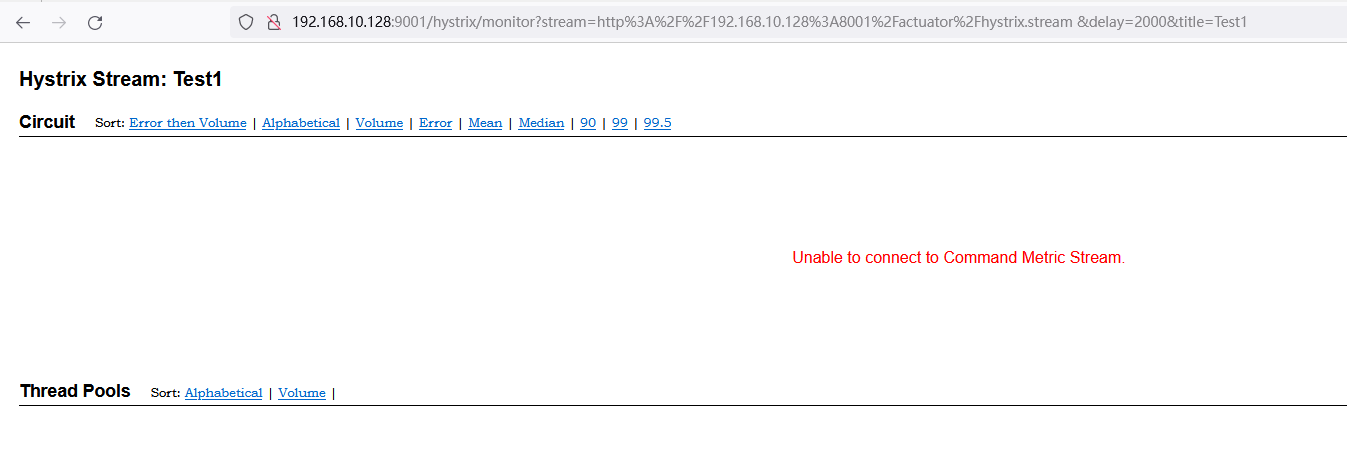 192.168.10.128:9001/hystrix/monitor?stream=http%3A%2F%2F192.168.10.128%3A8001%2Factuator%2Fhystrix.stream &delay=2000&title=Test1
Hystrix Stream: Test1
Circuit Sort: Error then Volume | Alphabetical | Volume | Error | Mean | Median | 90 | 99 | 99.5
Unable to connect to Command Metric Stream.
Thread Pools Sort: Alphabetical | Volume |